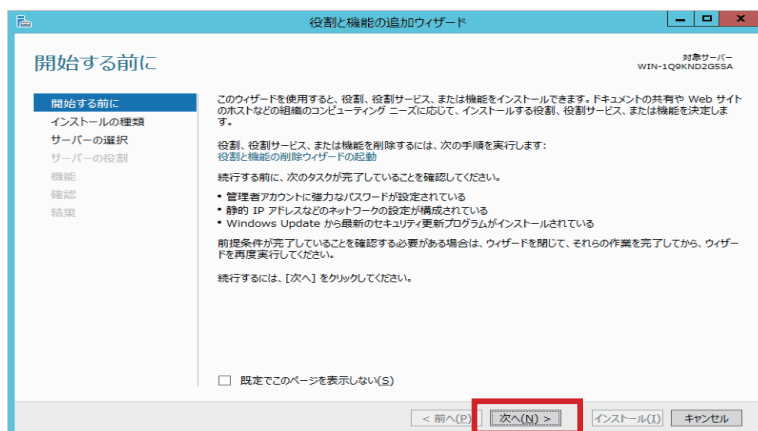 役割と機能の追加ウィザード
開始する前に
対象サーバー
WIN-1Q9KND2G5SA
開始する前に
インストールの種類
サーバーの選択
サーバーの役割
機能
確認
結果
このウィザードを使用すると、役割、役割サービス、または機能をインストールできます。ドキュメントの共有や Web サイト
のホストなどの組織のコンピューティング ニーズに応じて、インストールする役割、役割サービス、または機能を決定しま
す。
役割、役割サービス、または機能を削除するには、次の手順を実行します:
役割と機能の削除ウィザードの起動
続行する前に、次のタスクが完了していることを確認してください。
• 管理者アカウントに強力なパスワードが設定されている
• 静的 IP アドレスなどのネットワークの設定が構成されている
• Windows Update から最新のセキュリティ更新プログラムがインストールされている
前提条件が完了していることを確認する必要がある場合は、ウィザードを閉じて、それらの作業を完了してから、ウィザー
ドを再度実行してください。
続行するには、[次へ] をクリックしてください。
既定でこのページを表示しない(S)
< 前へ(P)
次へ(N) >
インストール(I)
キャンセル